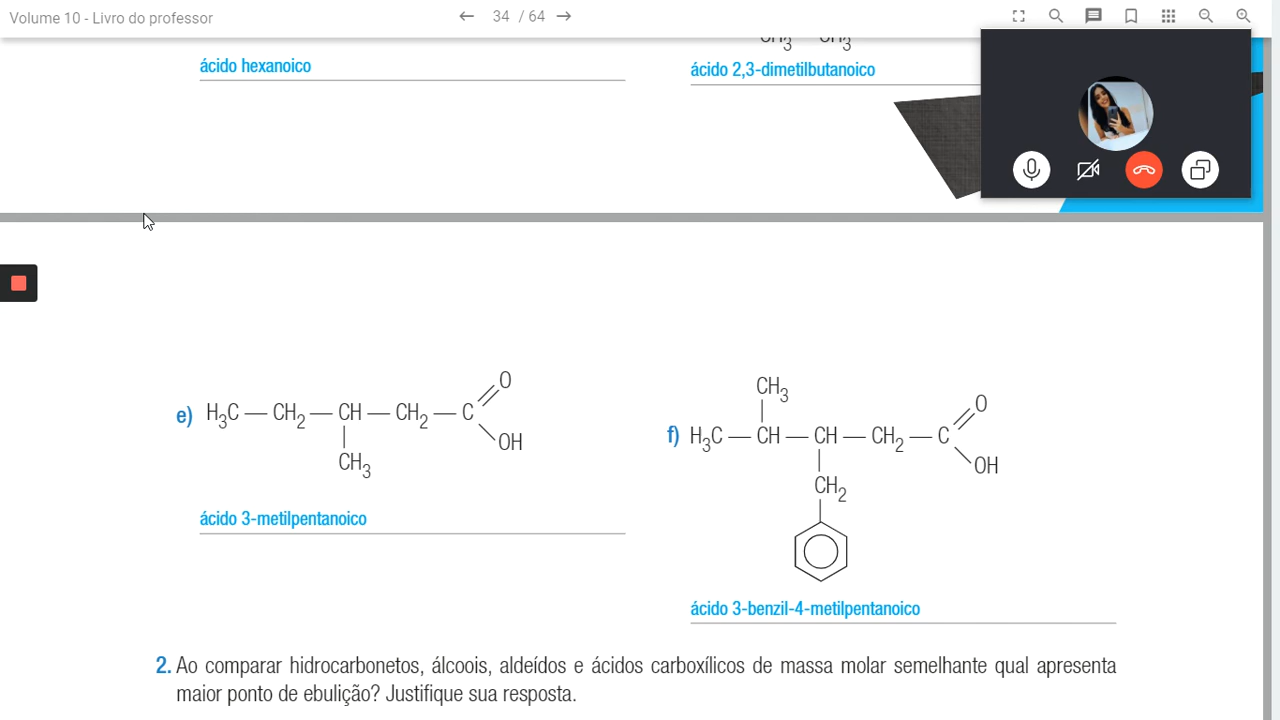 Volume 10 - Livro do professor
34 / 64
CH3 CH3
ácido hexanoico
ácido 2,3-dimetilbutanoico
e) H3C — CH2 — CH — CH2 — C
O
OH
CH3
ácido 3-metilpentanoico
CH3
f) H3C — CH — CH — CH2 — C
O
OH
CH2
ácido 3-benzil-4-metilpentanoico
2. Ao comparar hidrocarbonetos, álcoois, aldeídos e ácidos carboxílicos de massa molar semelhante qual apresenta
maior ponto de ebulição? Justifique sua resposta.